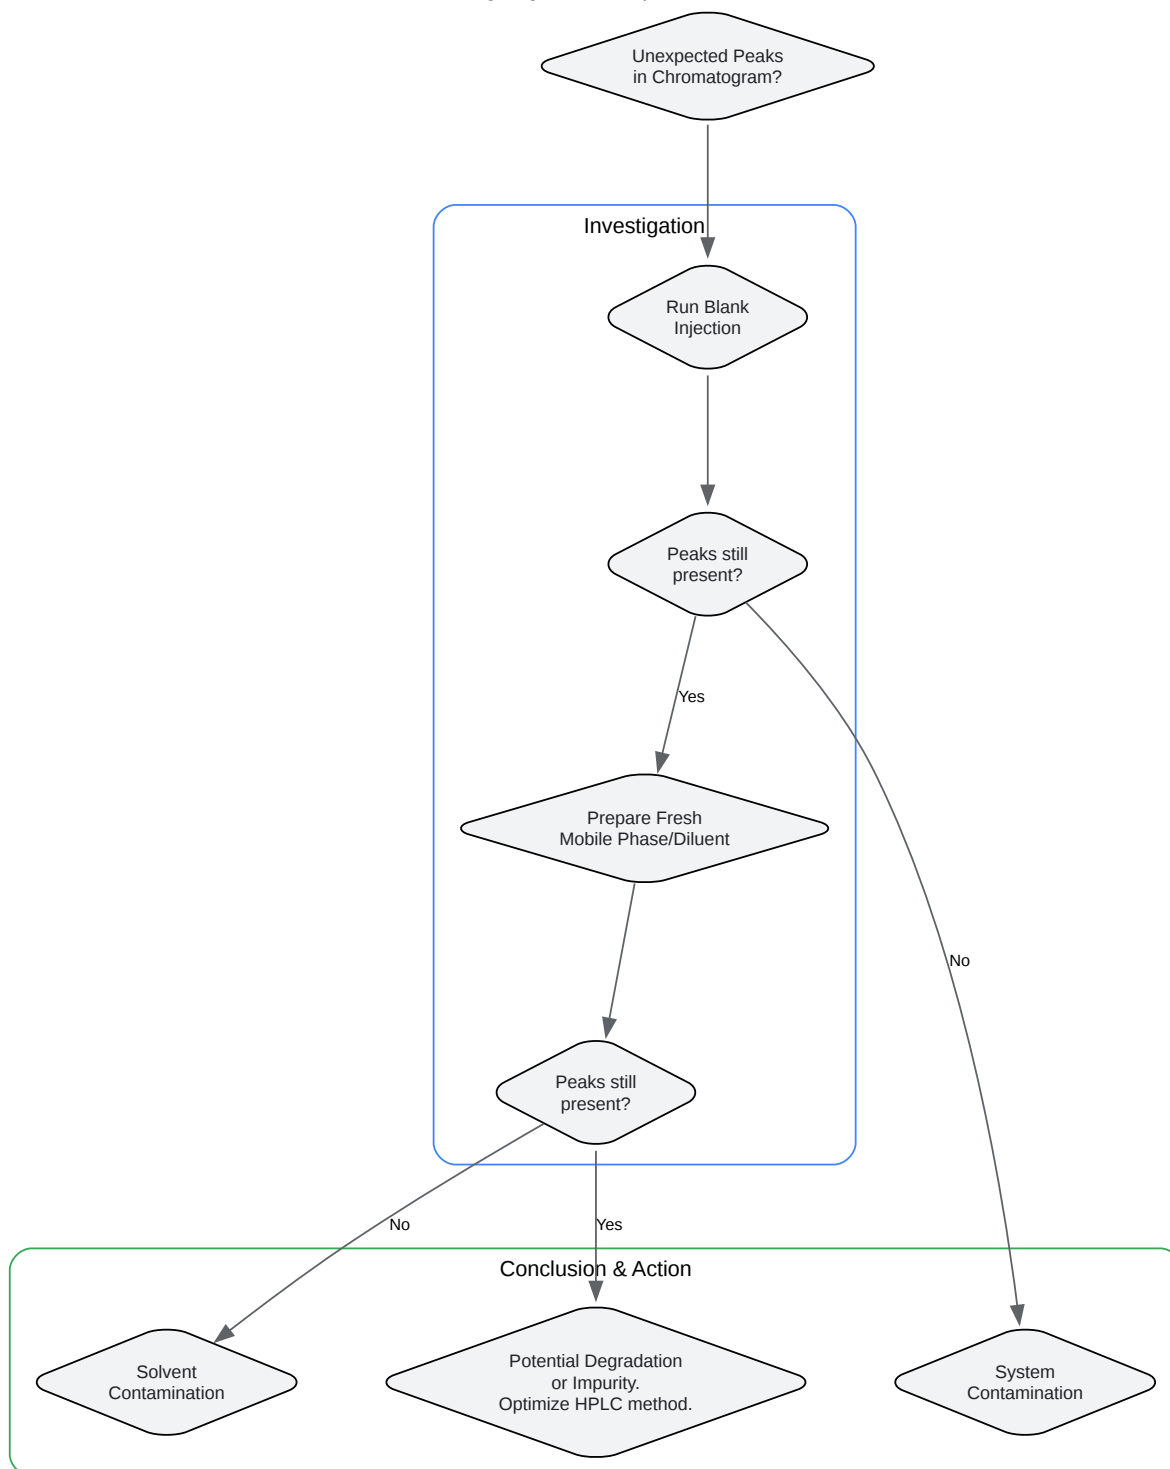 Unexpected Peaks
in Chromatogram?
Investigation
Run Blank
Injection
Peaks still
present?
Yes
Prepare Fresh
Mobile Phase/Diluent
No
Peaks still
present?
No
Yes
Conclusion & Action
Solvent
Contamination
Potential Degradation
or Impurity.
Optimize HPLC method.
System
Contamination